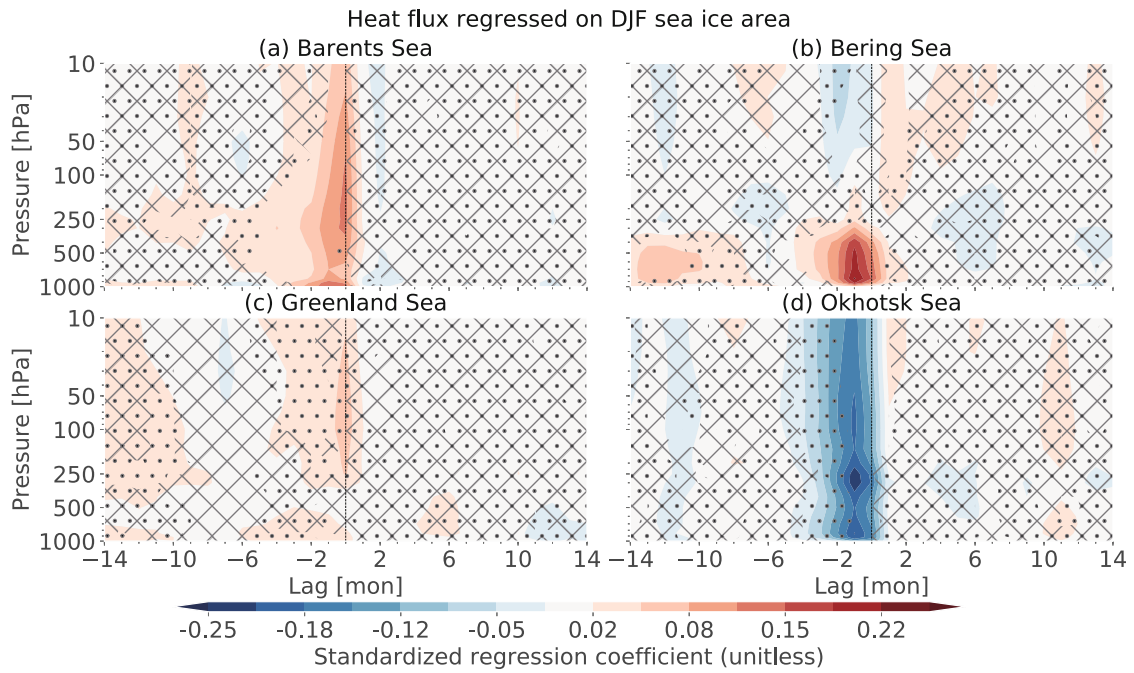 Heat flux regressed on DJF sea ice area
(a) Barents Sea
(b) Bering Sea
Pressure [hPa]
10
50
100
250
500
1000
(c) Greenland Sea
(d) Okhotsk Sea
Pressure [hPa]
10
50
100
250
500
1000
−14 −10 −6 −2 2 6 10 14
−14 −10 −6 −2 2 6 10 14
Lag [mon]
Lag [mon]
-0.25 -0.18 -0.12 -0.05 0.02 0.08 0.15 0.22
Standardized regression coefficient (unitless)